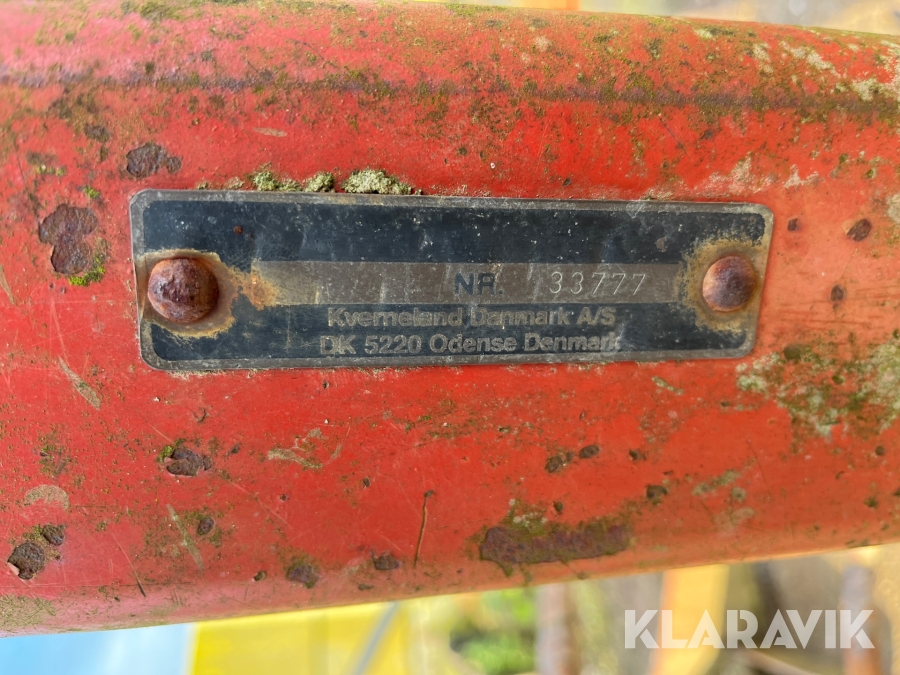 NR. 33777
Kverneland Danmark A/S
DK 5220 Odense Denmark
KLARAVIK